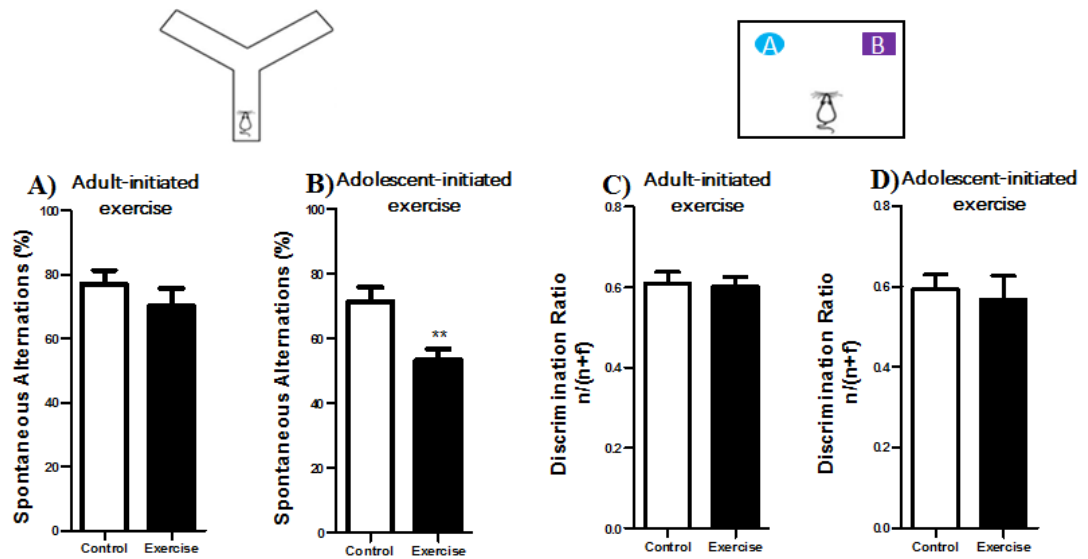 A
B
A)
Adult-initiated
exercise
Spontaneous Alternations (%)
100
80
60
40
20
0
Control
Exercise
B)
Adolescent-initiated
exercise
Spontaneous Alternations (%)
100
80
60
40
20
0
**
Control
Exercise
C)
Adult-initiated
exercise
Discrimination Ratio
n/(n+f)
0.8
0.6
0.4
0.2
0.0
Control
Exercise
D)
Adolescent-initiated
exercise
Discrimination Ratio
n/(n+f)
0.8
0.6
0.4
0.2
0.0
Control
Exercise